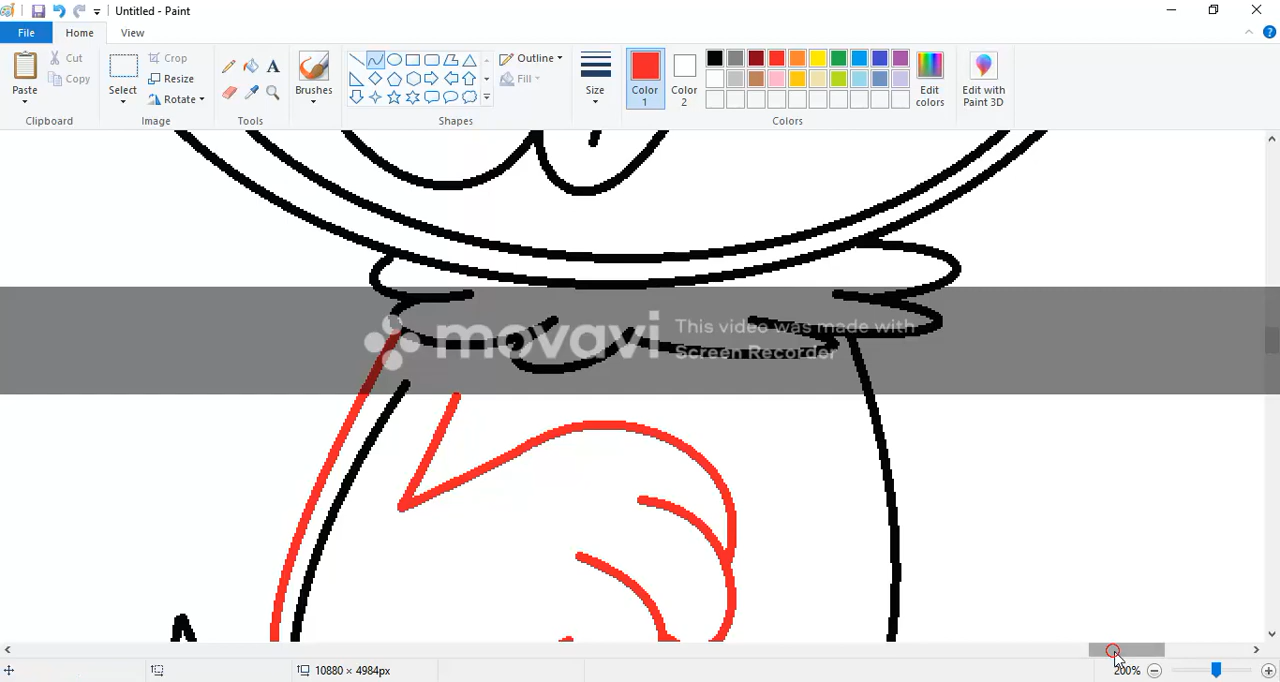 Untitled - Paint
File
Home
View
Paste
Cut
Copy
Clipboard
Select
Crop
Resize
Rotate
Image
Tools
Brushes
Outline
Fill
Shapes
Size
Color
1
Color
2
Edit
colors
Colors
Edit with
Paint 3D
movavi
This video was made with
Screen Recorder
10880 × 4984px
200%